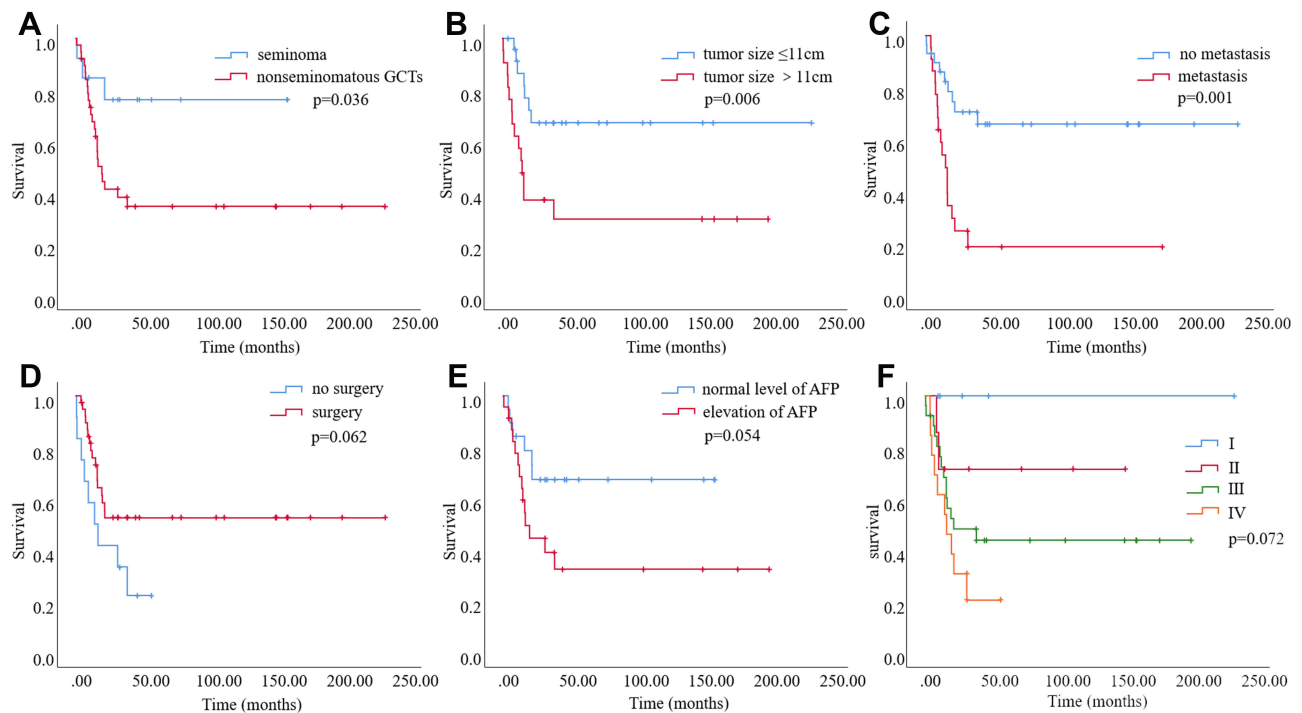 A
1.0
0.8
0.6
0.4
0.2
0.0
Survival
seminoma
nonseminomatous GCTs
p=0.036
.00 50.00 100.00 150.00 200.00 250.00
Time (months)
B
1.0
0.8
0.6
0.4
0.2
0.0
Survival
tumor size ≤11cm
tumor size > 11cm
p=0.006
.00 50.00 100.00 150.00 200.00 250.00
Time (months)
C
1.0
0.8
0.6
0.4
0.2
0.0
Survival
no metastasis
metastasis
p=0.001
.00 50.00 100.00 150.00 200.00 250.00
Time (months)
D
1.0
0.8
0.6
0.4
0.2
0.0
Survival
no surgery
surgery
p=0.062
.00 50.00 100.00 150.00 200.00 250.00
Time (months)
E
1.0
0.8
0.6
0.4
0.2
0.0
Survival
normal level of AFP
elevation of AFP
p=0.054
.00 50.00 100.00 150.00 200.00 250.00
Time (months)
F
1.0
0.8
0.6
0.4
0.2
0.0
survival
I
II
III
IV
p=0.072
.00 50.00 100.00 150.00 200.00 250.00
Time (months)